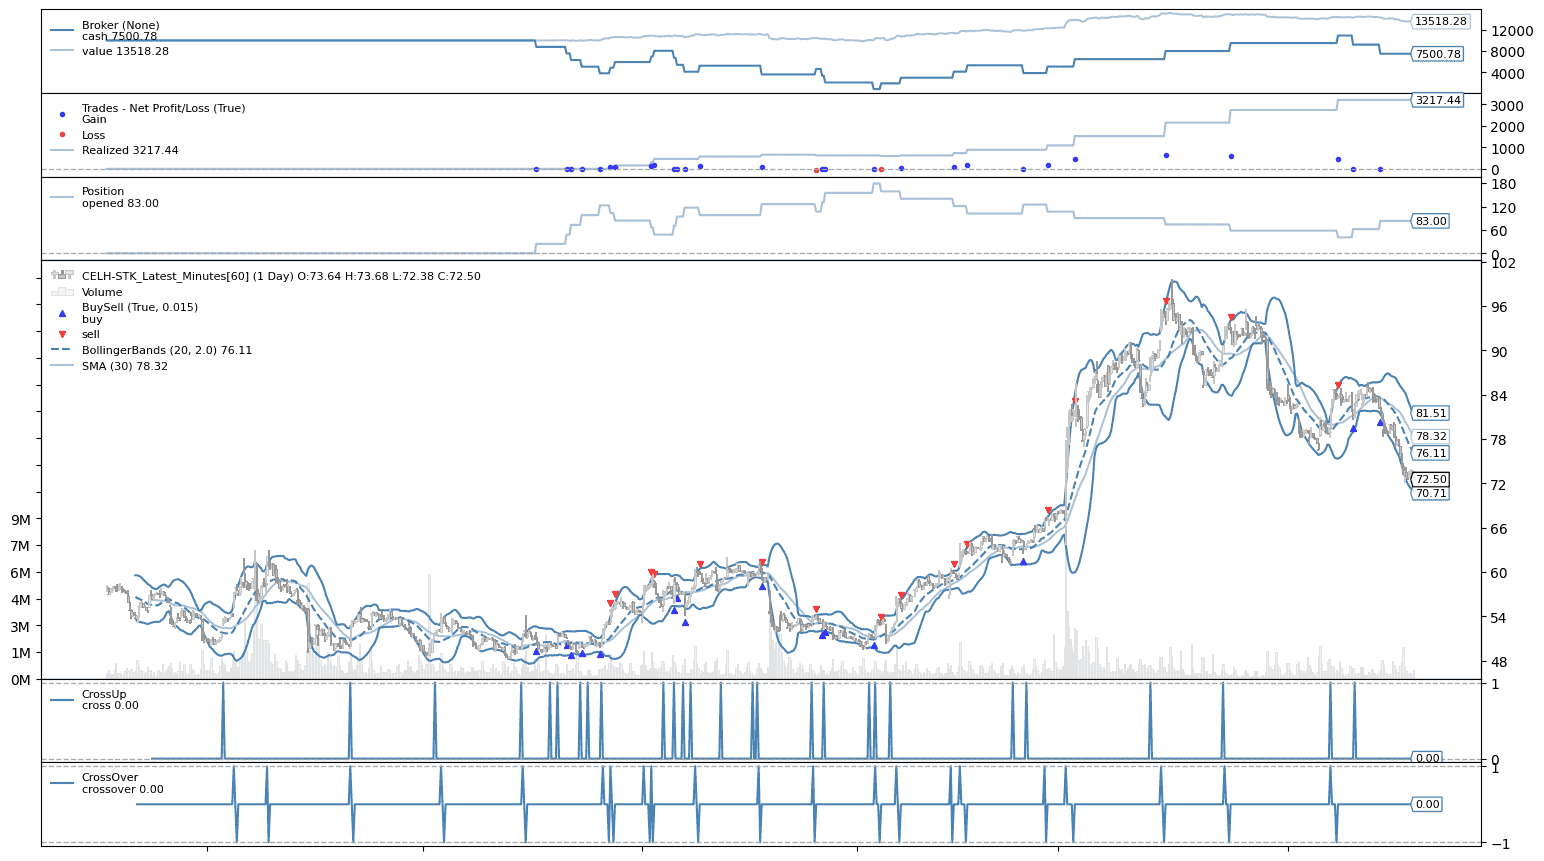 Broker (None)
cash 7500.78
value 13518.28
13518.28
12000
8000
7500.78
4000
Trades - Net Profit/Loss (True)
Gain
Loss
Realized 3217.44
3217.44
3000
2000
1000
0
Position
opened 83.00
180
120
83.00
60
0
CELH-STK_Latest_Minutes[60] (1 Day) O:73.64 H:73.68 L:72.38 C:72.50
Volume
BuySell (True, 0.015)
buy
sell
BollingerBands (20, 2.0) 76.11
SMA (30) 78.32
102
96
90
84
81.51
78
78.32
76.11
72
72.50
70.71
66
60
54
48
9M
7M
6M
4M
3M
1M
0M
CrossUp
cross 0.00
1
0.00
0
CrossOver
crossover 0.00
1
0.00
−1